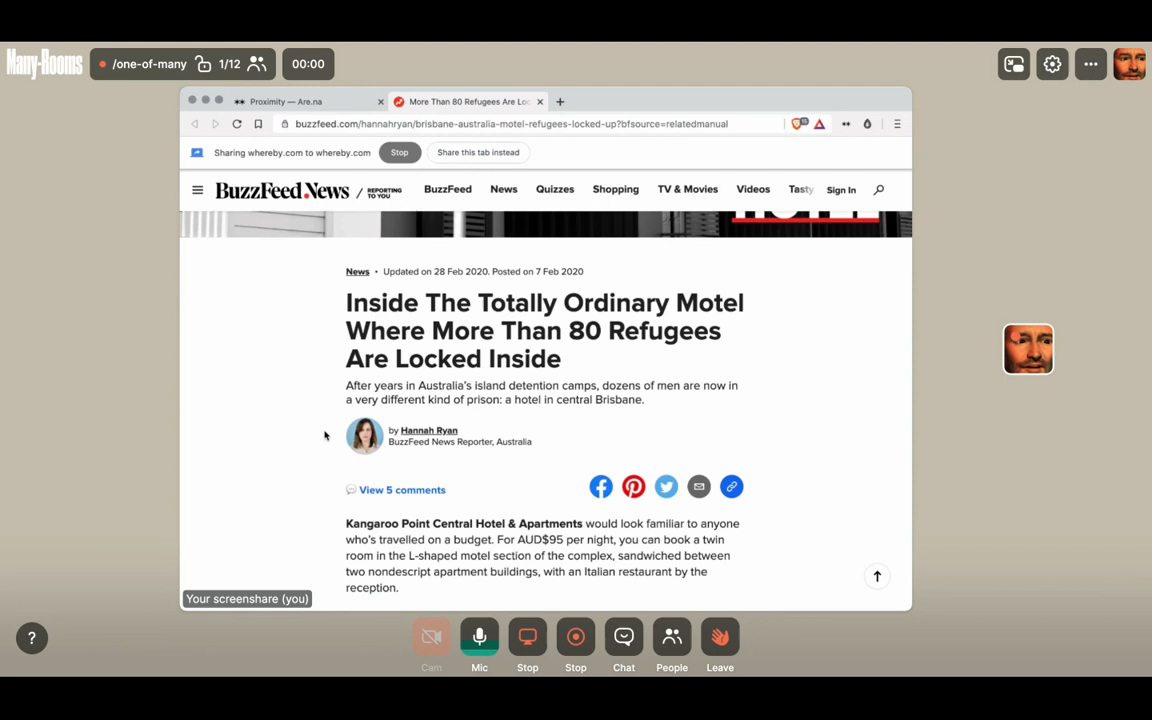 Many-Rooms
/one-of-many
1/12
00:00
Proximity — Are.na
More Than 80 Refugees Are Loc
buzzfeed.com/hannahryan/brisbane-australia-motel-refugees-locked-up?bfsource=relatedmanual
Sharing whereby.com to whereby.com
Stop
Share this tab instead
BuzzFeed News / REPORTING
TO YOU
BuzzFeed
News
Quizzes
Shopping
TV & Movies
Videos
Tasty
Sign In
HOTEL
News • Updated on 28 Feb 2020. Posted on 7 Feb 2020
Inside The Totally Ordinary Motel
Where More Than 80 Refugees
Are Locked Inside
After years in Australia's island detention camps, dozens of men are now in
a very different kind of prison: a hotel in central Brisbane.
by Hannah Ryan
BuzzFeed News Reporter, Australia
View 5 comments
Kangaroo Point Central Hotel & Apartments would look familiar to anyone
who's travelled on a budget. For AUD$95 per night, you can book a twin
room in the L-shaped motel section of the complex, sandwiched between
two nondescript apartment buildings, with an Italian restaurant by the
reception.
Your screenshare (you)
?
Cam
Mic
Stop
Stop
Chat
People
Leave